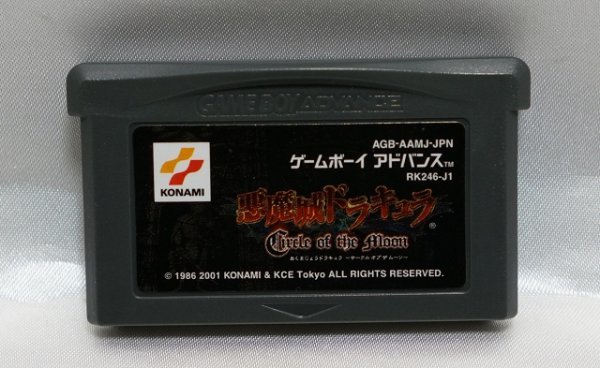 GAME BOY ADVANCE
AGB-AAMJ-JPN
ゲームボーイ アドバンス™
RK246-J1
KONAMI
悪魔城ドラキュラ®
Circle of the Moon
あくまじょうドラキュラ ～サークル オブ ザ ムーン～
© 1986 2001 KONAMI & KCE Tokyo ALL RIGHTS RESERVED.